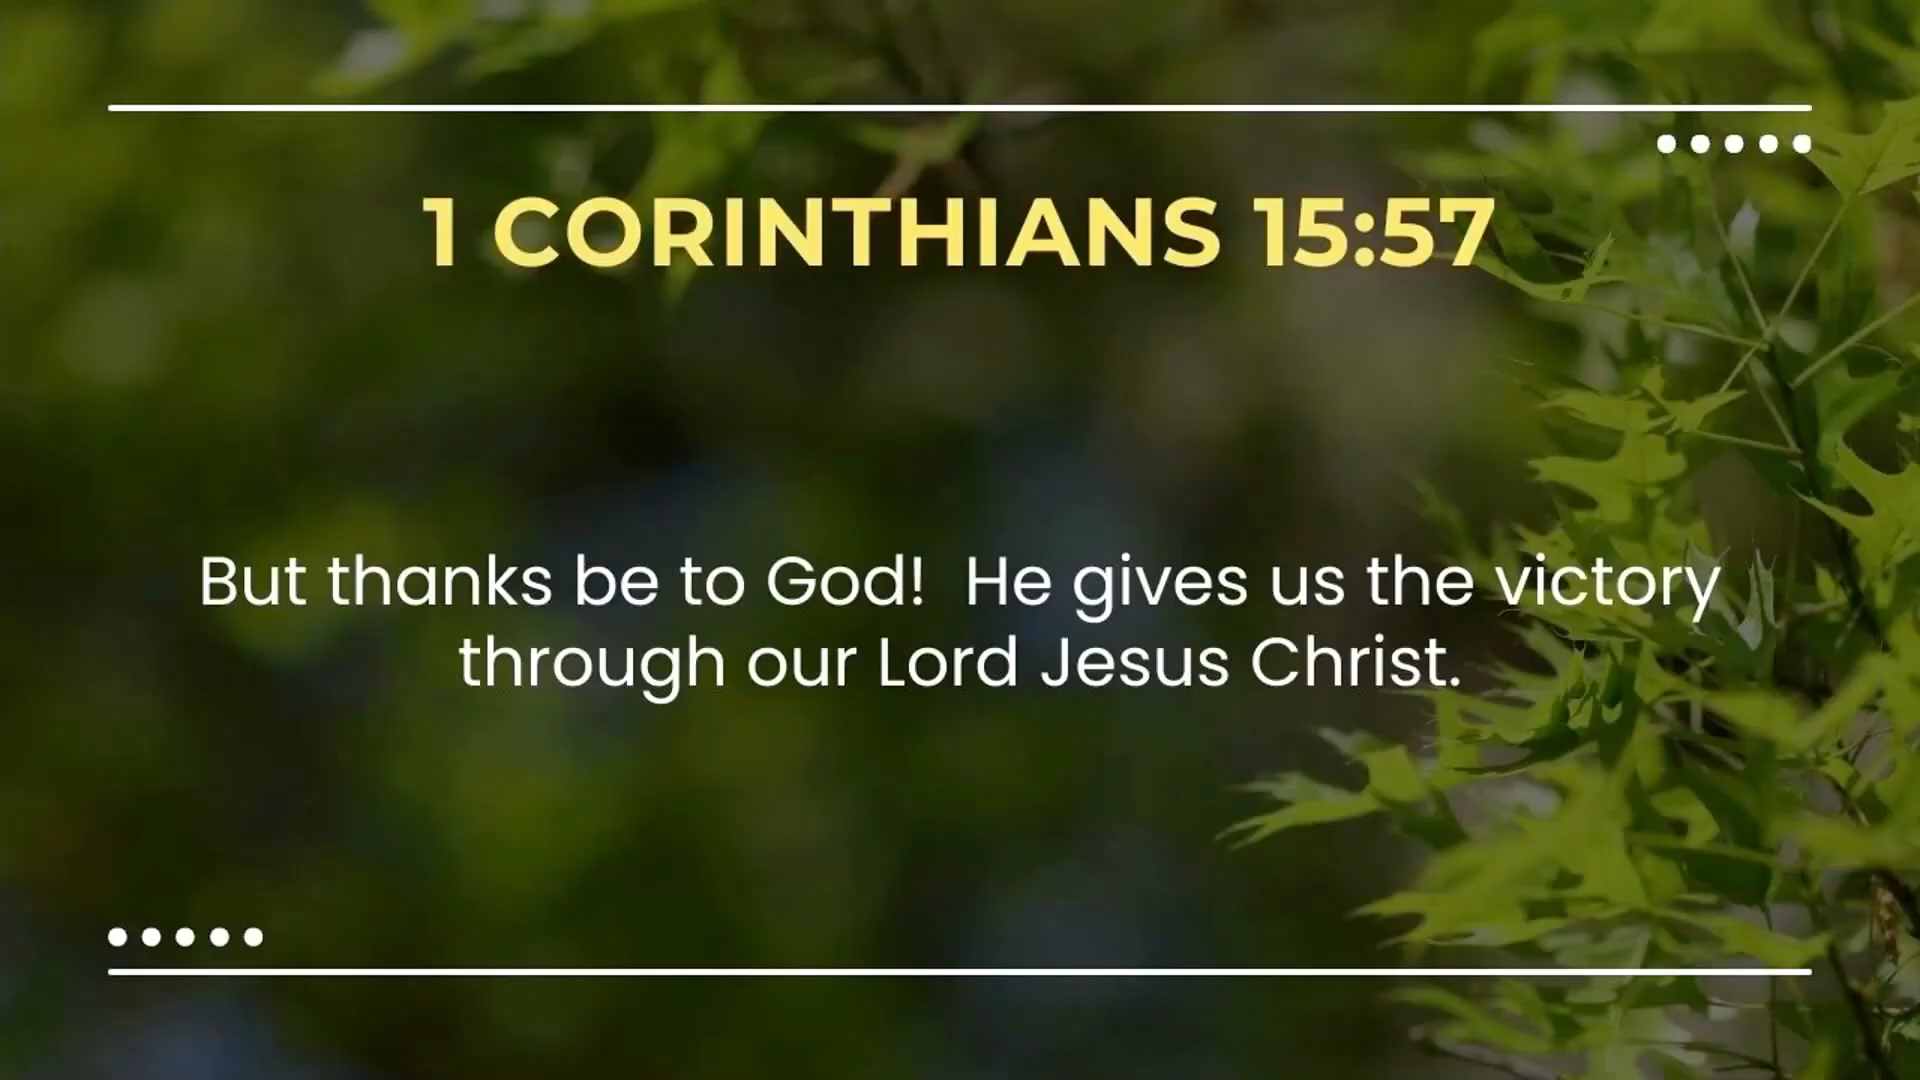 1 CORINTHIANS 15:57
But thanks be to God!  He gives us the victory
through our Lord Jesus Christ.